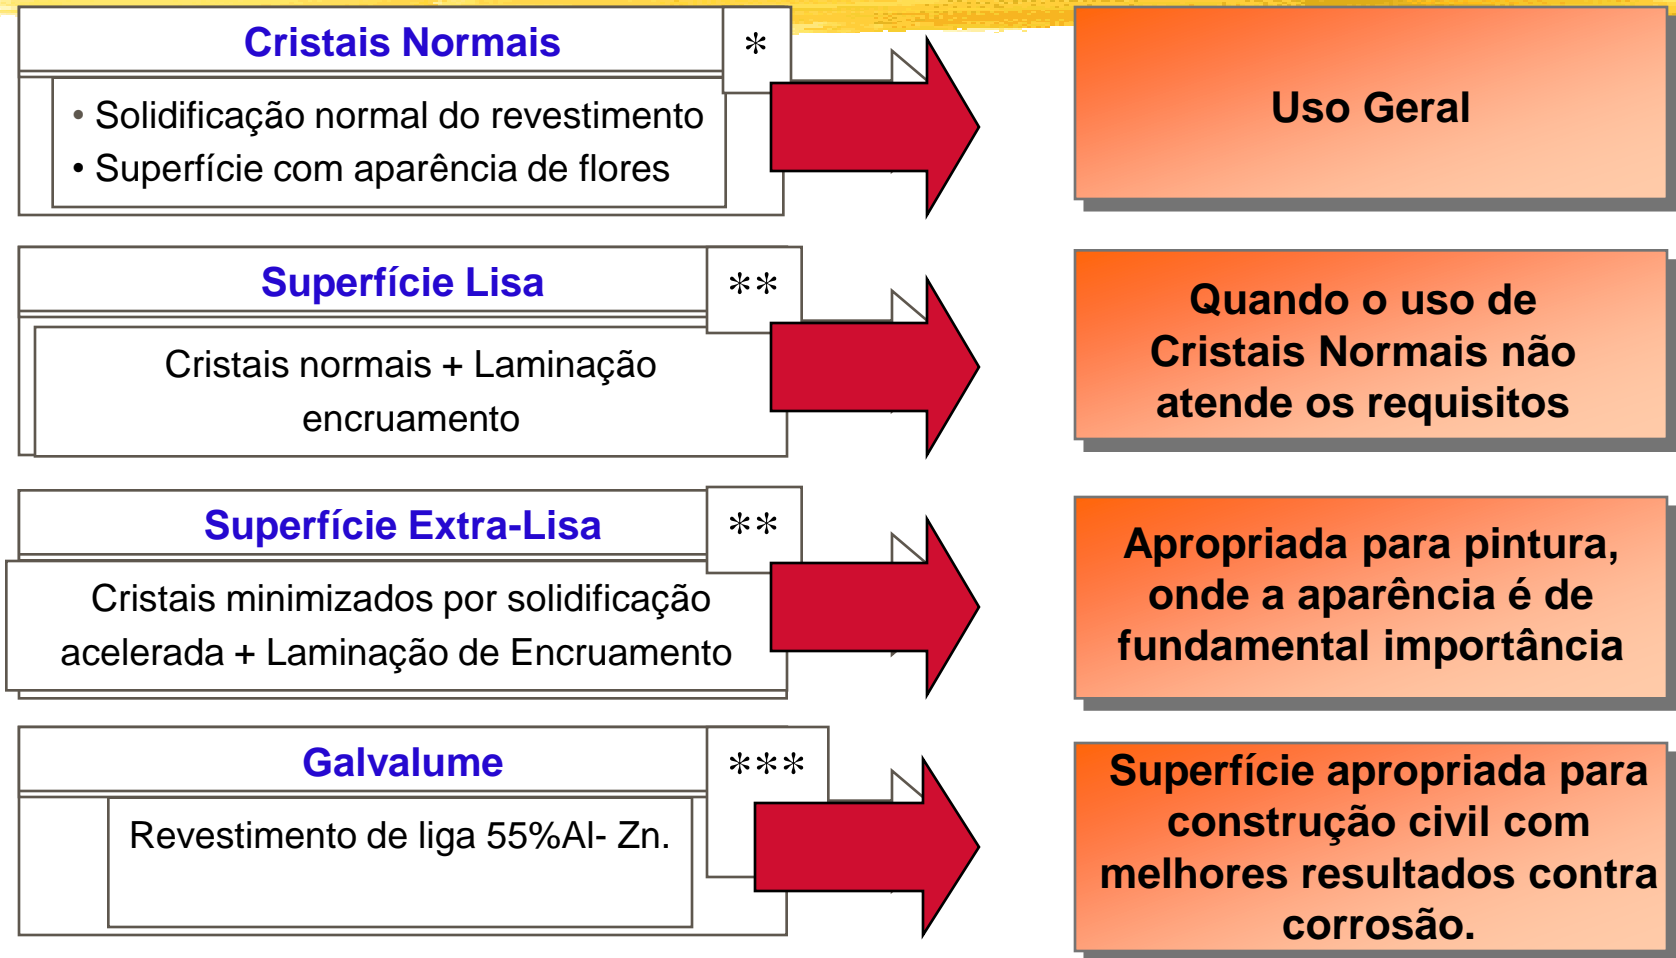 Cristais Normais
*
• Solidificação normal do revestimento
• Superfície com aparência de flores
Uso Geral
Superfície Lisa
**
Cristais normais + Laminação
encruamento
Quando o uso de
Cristais Normais não
atende os requisitos
Superfície Extra-Lisa
**
Cristais minimizados por solidificação
acelerada + Laminação de Encruamento
Apropriada para pintura,
onde a aparência é de
fundamental importância
Galvalume
***
Revestimento de liga 55%Al- Zn.
Superfície apropriada para
construção civil com
melhores resultados contra
corrosão.